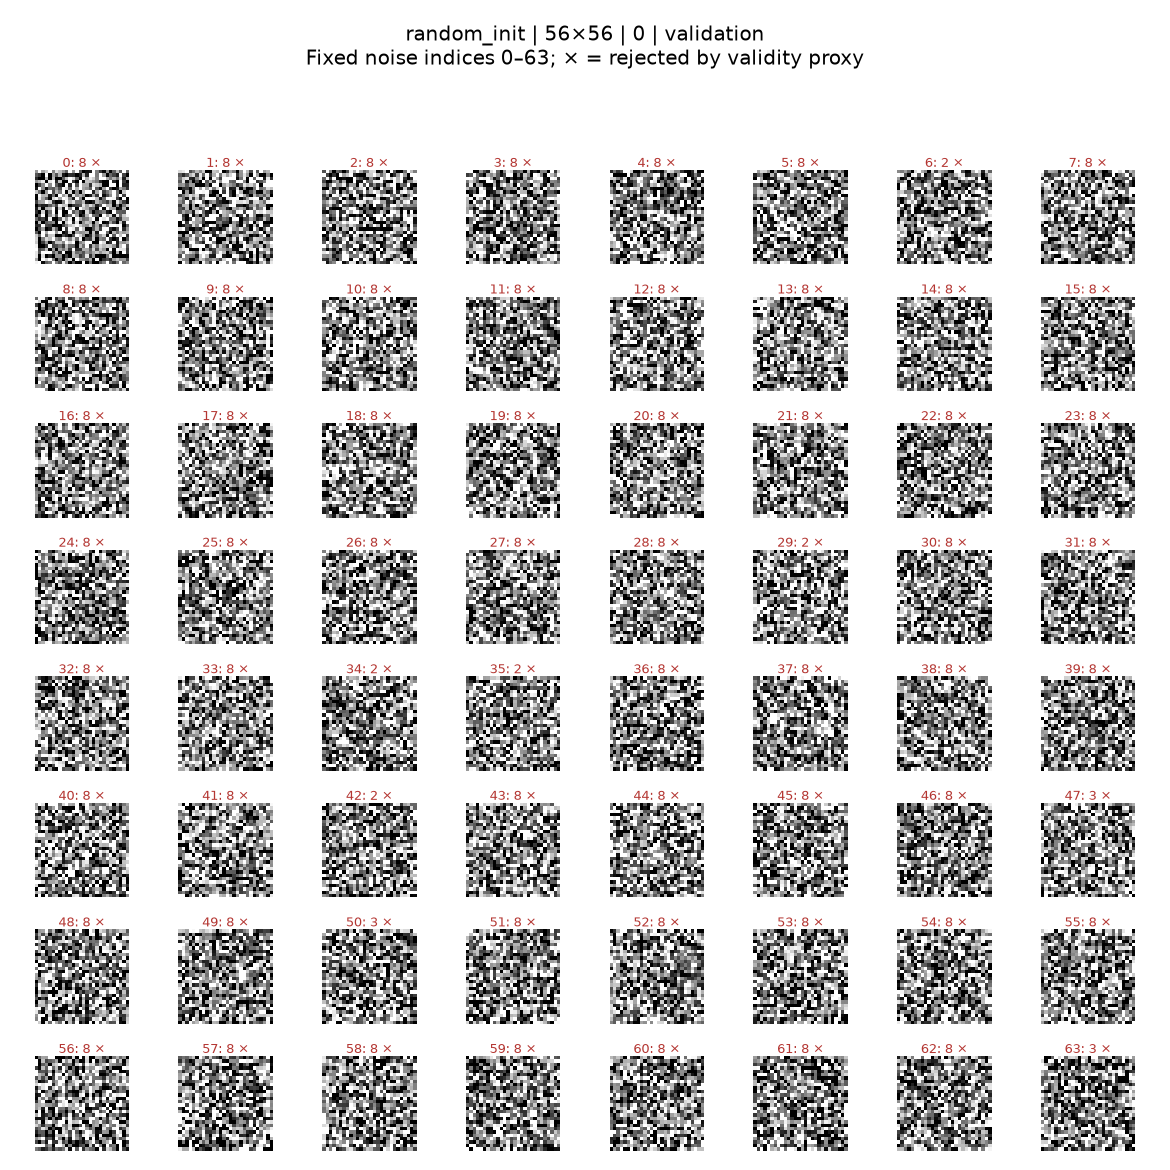 random_init | 56×56 | 0 | validation
Fixed noise indices 0–63; × = rejected by validity proxy
0: 8 × 1: 8 × 2: 8 × 3: 8 × 4: 8 × 5: 8 × 6: 2 × 7: 8 ×
8: 8 × 9: 8 × 10: 8 × 11: 8 × 12: 8 × 13: 8 × 14: 8 × 15: 8 ×
16: 8 × 17: 8 × 18: 8 × 19: 8 × 20: 8 × 21: 8 × 22: 8 × 23: 8 ×
24: 8 × 25: 8 × 26: 8 × 27: 8 × 28: 8 × 29: 2 × 30: 8 × 31: 8 ×
32: 8 × 33: 8 × 34: 2 × 35: 2 × 36: 8 × 37: 8 × 38: 8 × 39: 8 ×
40: 8 × 41: 8 × 42: 2 × 43: 8 × 44: 8 × 45: 8 × 46: 8 × 47: 3 ×
48: 8 × 49: 8 × 50: 3 × 51: 8 × 52: 8 × 53: 8 × 54: 8 × 55: 8 ×
56: 8 × 57: 8 × 58: 8 × 59: 8 × 60: 8 × 61: 8 × 62: 8 × 63: 3 ×